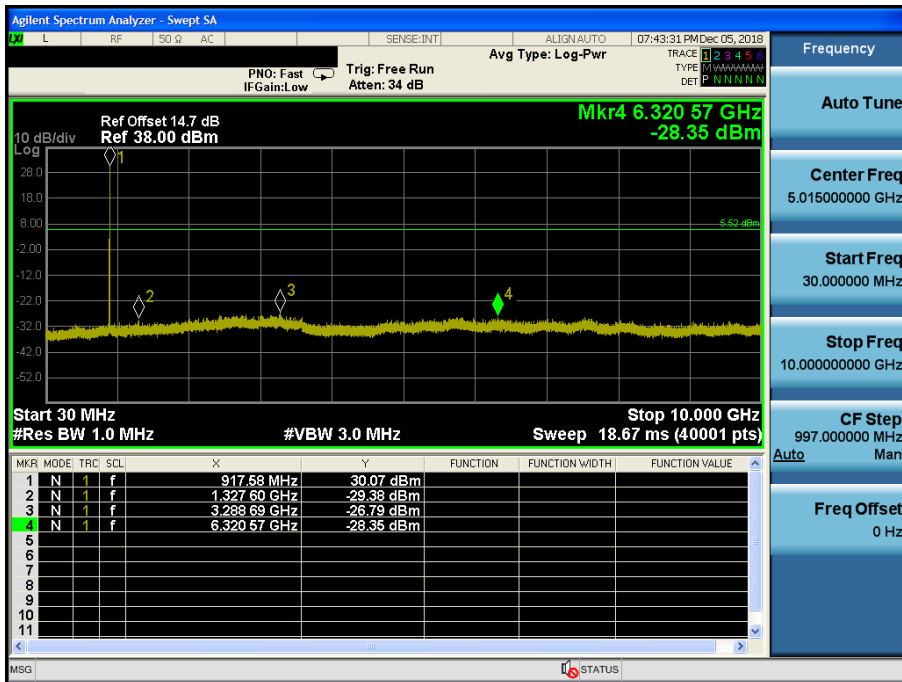 Agilent Spectrum Analyzer - Swept SA
LXI L RF 50 Ω AC SENSE:INT ALIGN AUTO 07:43:31 PM Dec 05, 2018
Frequency
Avg Type: Log-Pwr
TRACE 1 2 3 4 5 6
TYPE M WWWWW
DET P N N N N N
PNO: Fast Trig: Free Run
IFGain:Low Atten: 34 dB
Auto Tune
Mkr4 6.320 57 GHz
-28.35 dBm
Ref Offset 14.7 dB
10 dB/div Ref 38.00 dBm
Log
1
28.0
18.0
8.00
5.52 dBm
-2.00
-12.0
-22.0
2
3
4
-32.0
-42.0
-52.0
Center Freq
5.015000000 GHz
Start Freq
30.000000 MHz
Stop Freq
10.000000000 GHz
Start 30 MHz Stop 10.000 GHz
#Res BW 1.0 MHz #VBW 3.0 MHz Sweep 18.67 ms (40001 pts)
CF Step
997.000000 MHz
Auto Man
Freq Offset
0 Hz
MKR MODE TRC SCL X Y FUNCTION FUNCTION WIDTH FUNCTION VALUE
1 N 1 f 917.58 MHz 30.07 dBm
2 N 1 f 1.327 60 GHz -29.38 dBm
3 N 1 f 3.288 69 GHz -26.79 dBm
4 N 1 f 6.320 57 GHz -28.35 dBm
5
6
7
8
9
10
11
MSG STATUS